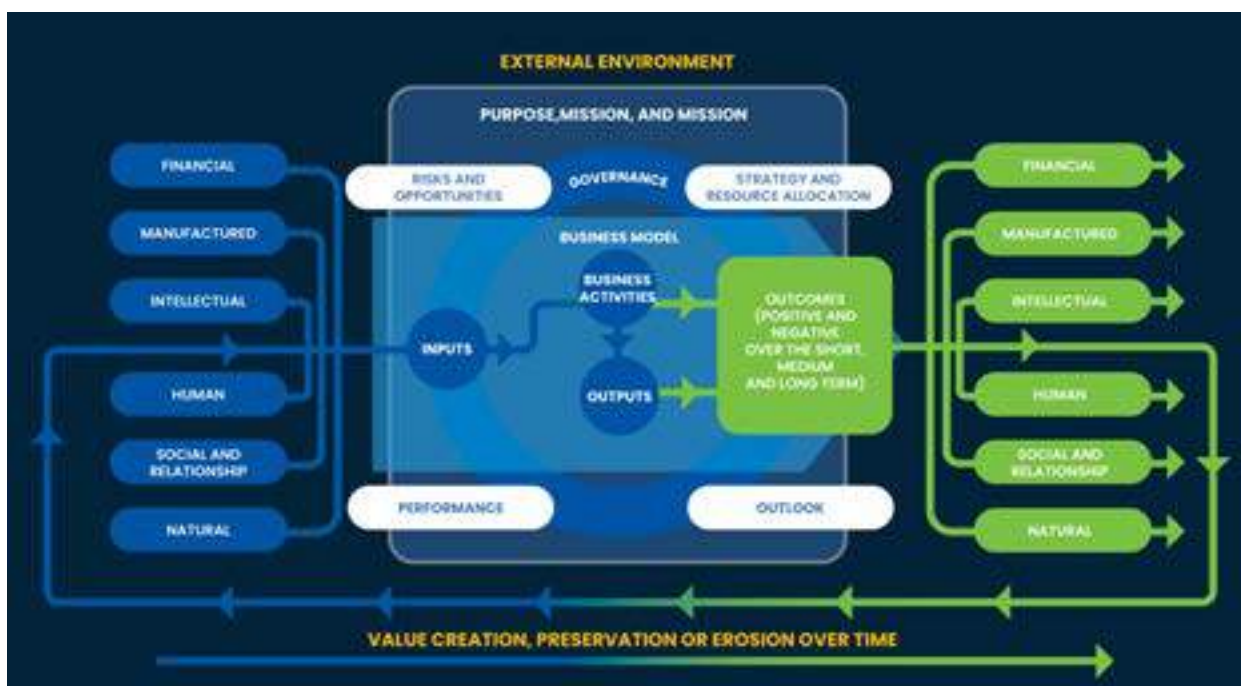 EXTERNAL ENVIRONMENT
PURPOSE,MISSION, AND MISSION
FINANCIAL
MANUFACTURED
INTELLECTUAL
HUMAN
SOCIAL AND
RELATIONSHIP
NATURAL
RISKS AND
OPPORTUNITIES
GOVERNANCE
STRATEGY AND
RESOURCE ALLOCATION
BUSINESS MODEL
INPUTS
BUSINESS
ACTIVITIES
OUTPUTS
OUTCOMES
(POSITIVE AND
NEGATIVE
OVER THE SHORT,
MEDIUM
AND LONG TERM)
PERFORMANCE
OUTLOOK
FINANCIAL
MANUFACTURED
INTELLECTUAL
HUMAN
SOCIAL AND
RELATIONSHIP
NATURAL
VALUE CREATION, PRESERVATION OR EROSION OVER TIME